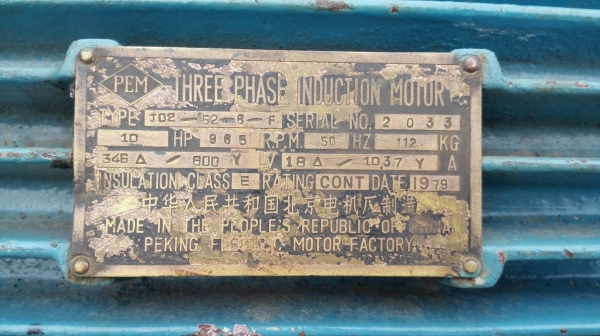 PEM THREE PHASE INDUCTION MOTOR
TYPE JO2-52-6-F SERIAL NO. 2033
10 HP 965 R.P.M. 50 HZ 112 KG
346 Δ / 600 Y V 18 Δ / 10.37 Y A
INSULATION CLASS E RATING CONT DATE 1979
中华人民共和国北京电机厂制造
MADE IN THE PEOPLE'S REPUBLIC OF CHINA
PEKING ELECTRIC MOTOR FACTORY